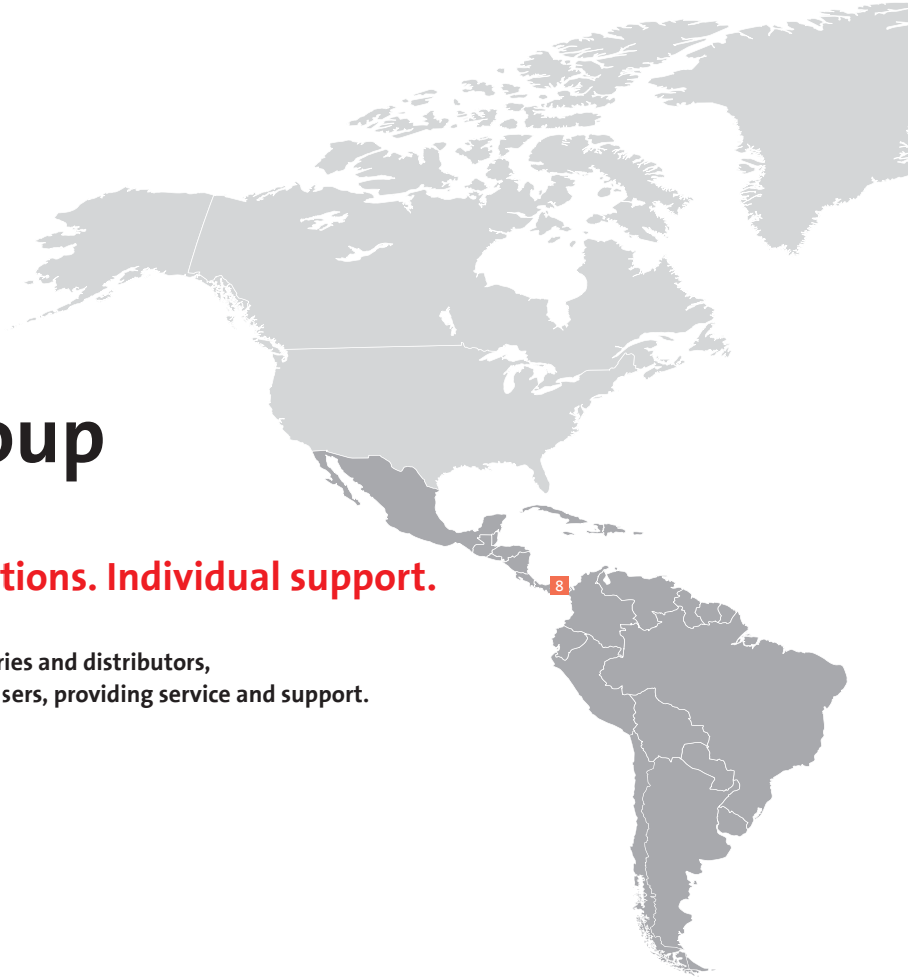 oup
tions. Individual support.
8
ries and distributors,
sers, providing service and support.